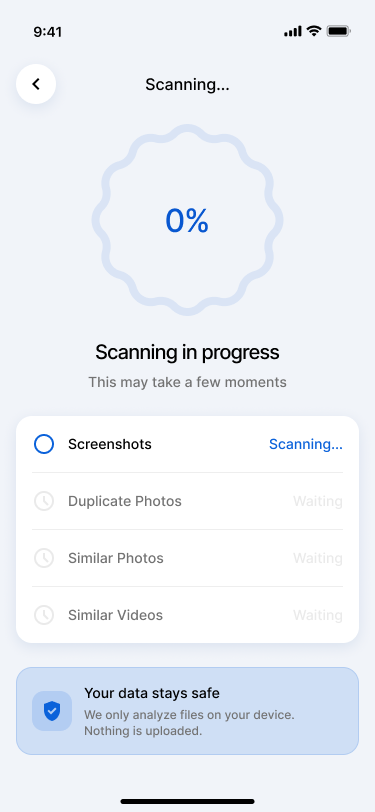 9:41
Scanning...
0%
Scanning in progress
This may take a few moments
Screenshots
Scanning...
Duplicate Photos
Waiting
Similar Photos
Waiting
Similar Videos
Waiting
Your data stays safe
We only analyze files on your device.
Nothing is uploaded.